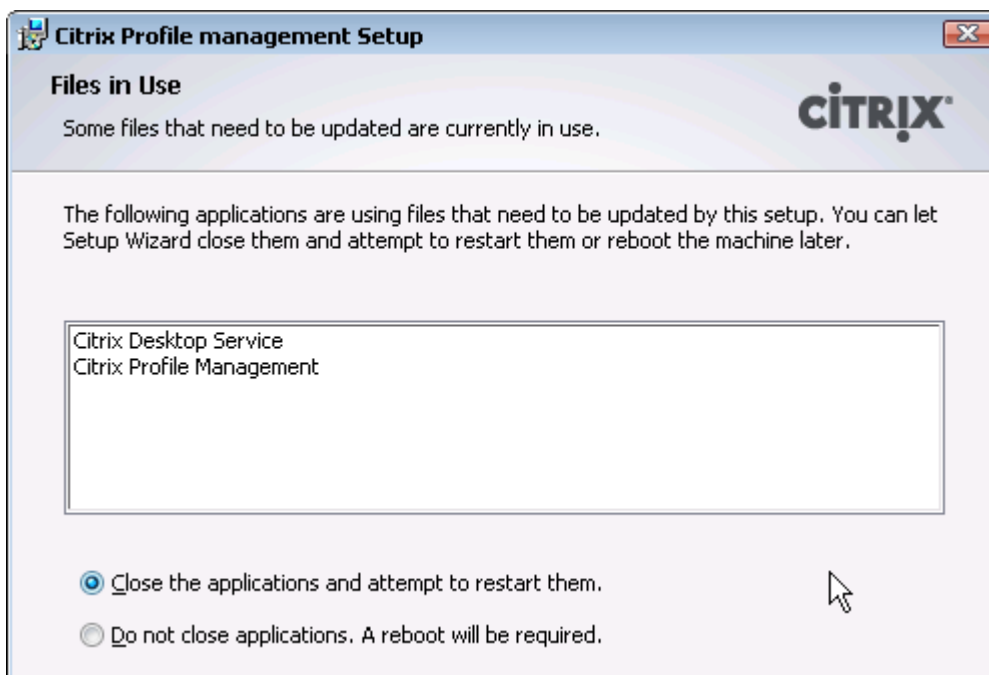 Citrix Profile management Setup
Files in Use
Some files that need to be updated are currently in use.
CİTRİX
The following applications are using files that need to be updated by this setup. You can let
Setup Wizard close them and attempt to restart them or reboot the machine later.
Citrix Desktop Service
Citrix Profile Management
Close the applications and attempt to restart them.
Do not close applications. A reboot will be required.